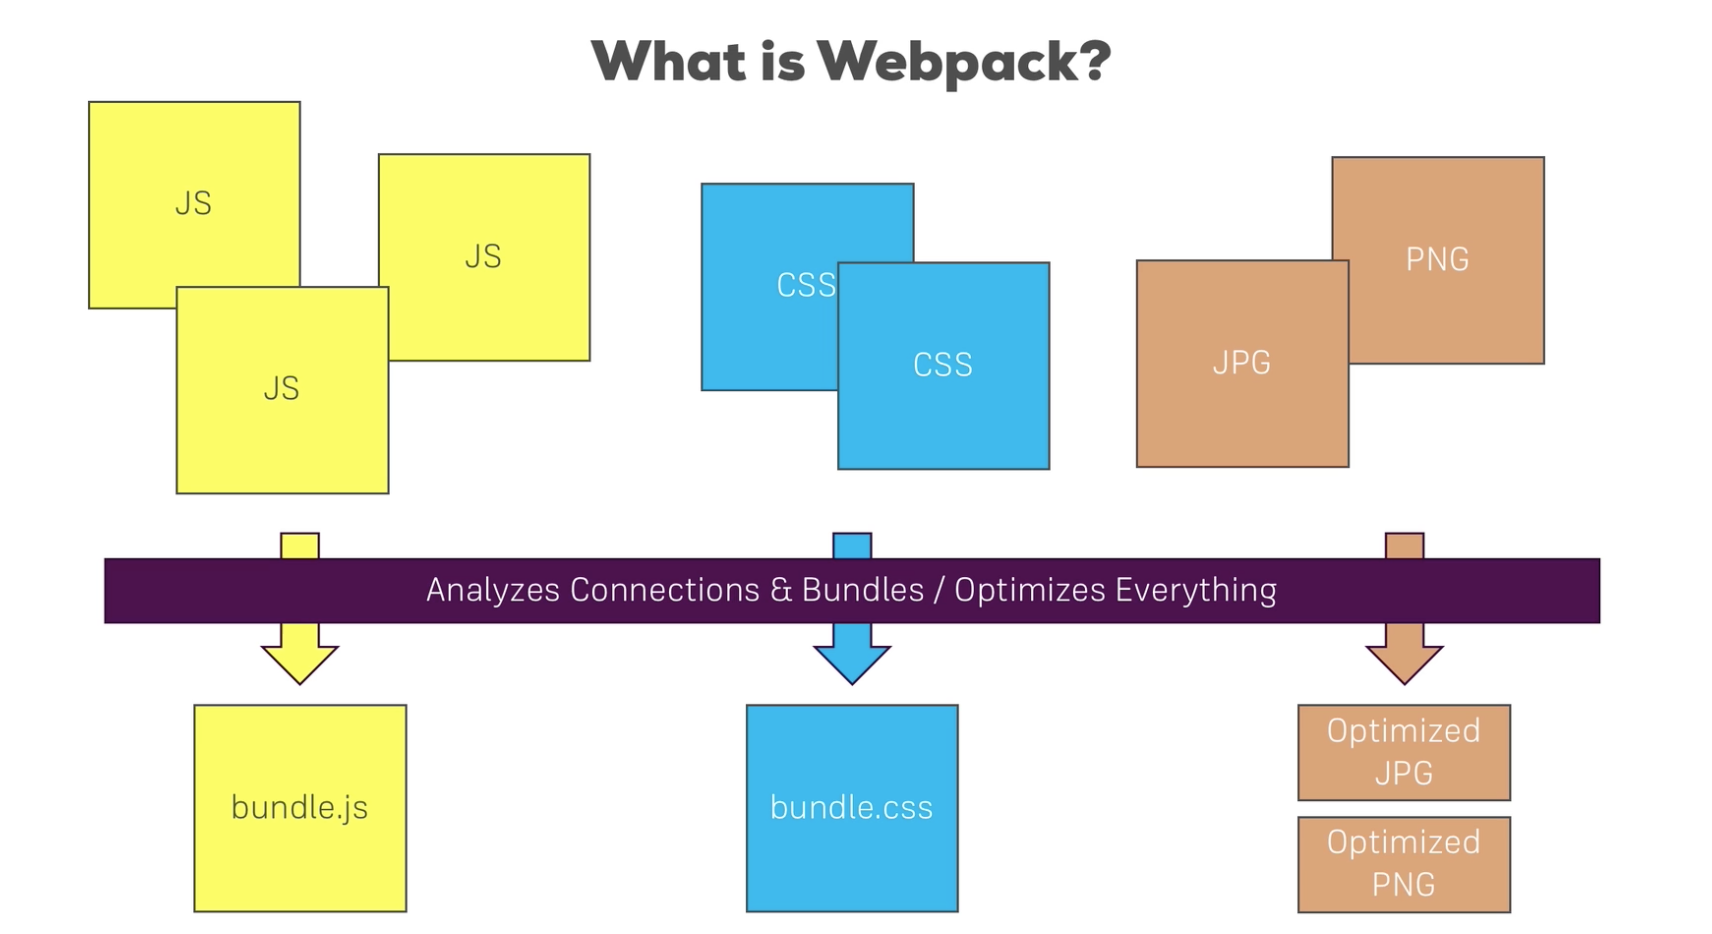 What is Webpack?
JS
JS
JS
CSS
CSS
PNG
JPG
Analyzes Connections & Bundles / Optimizes Everything
bundle.js
bundle.css
Optimized
JPG
Optimized
PNG